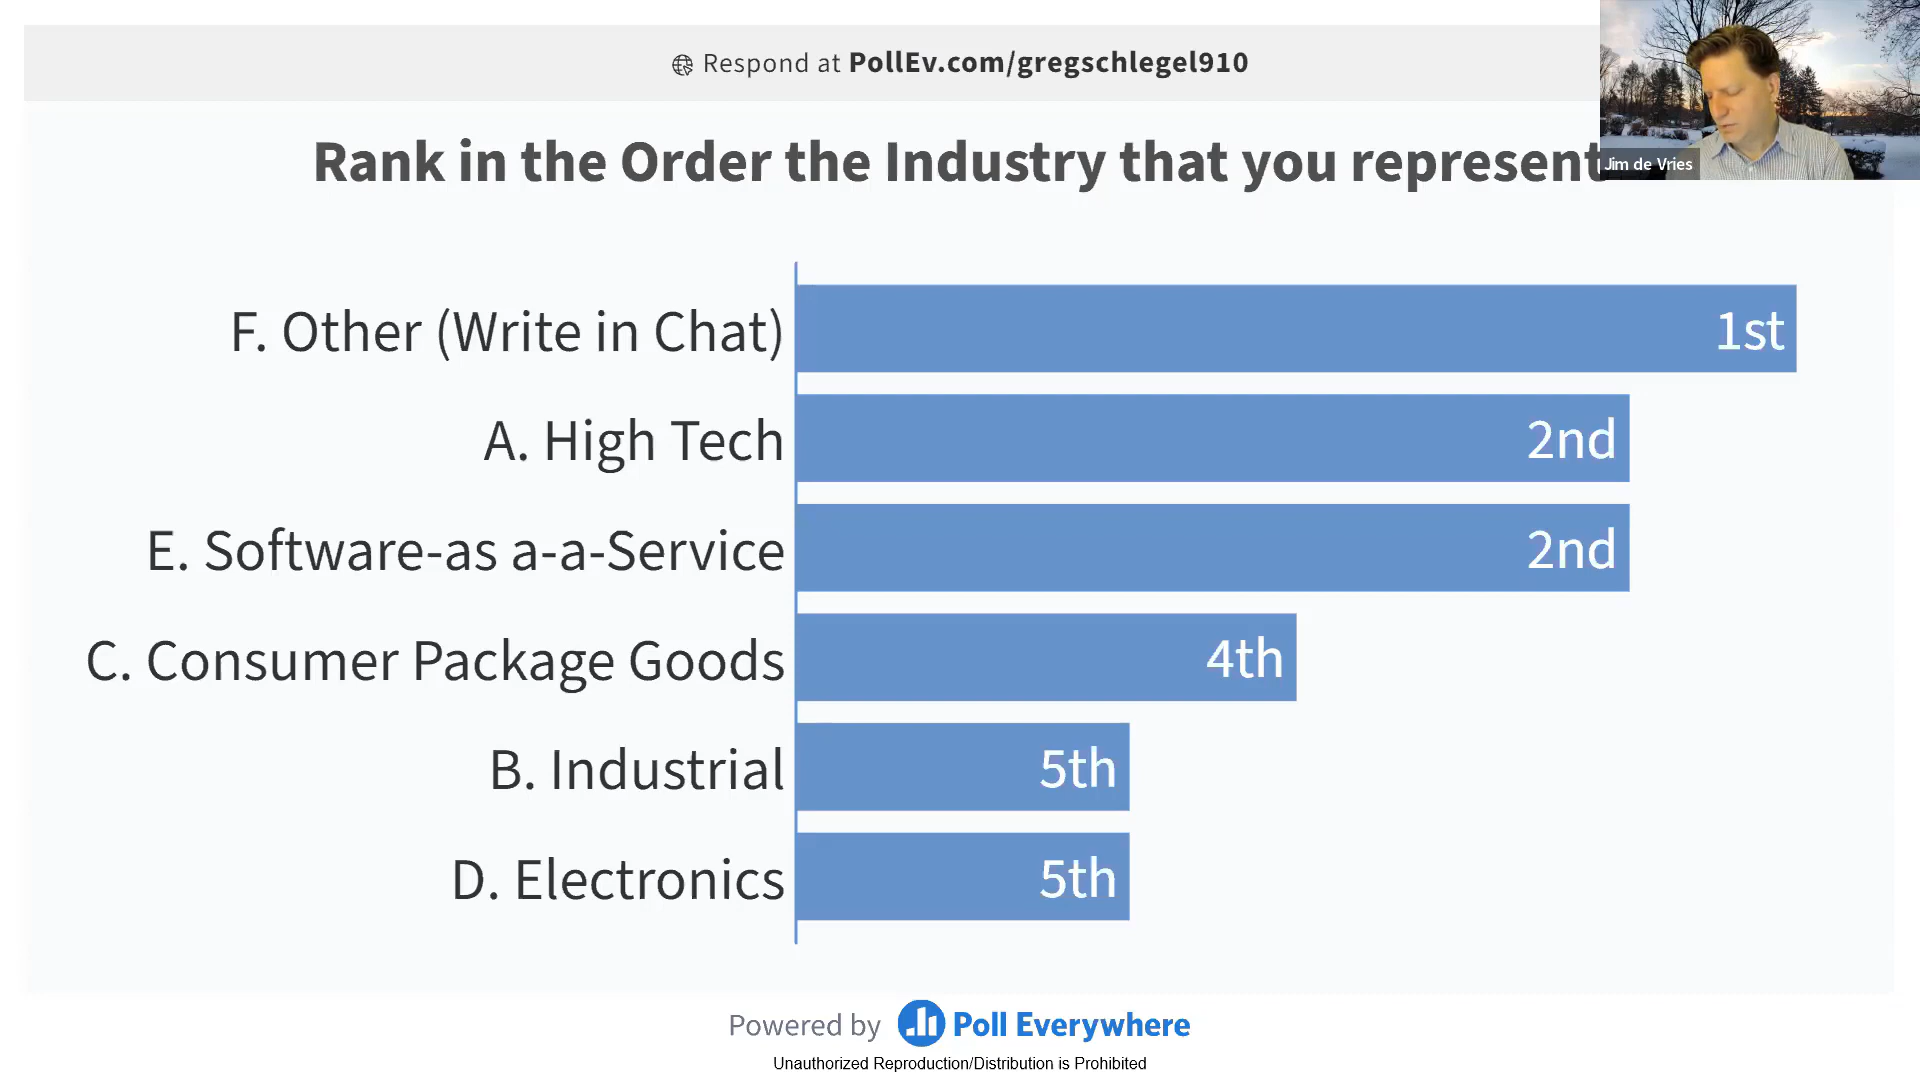 Respond at PollEv.com/gregschlegel910
Rank in the Order the Industry that you represent
Jim de Vries
F. Other (Write in Chat) 1st
A. High Tech 2nd
E. Software-as a-a-Service 2nd
C. Consumer Package Goods 4th
B. Industrial 5th
D. Electronics 5th
Powered by Poll Everywhere
Unauthorized Reproduction/Distribution is Prohibited